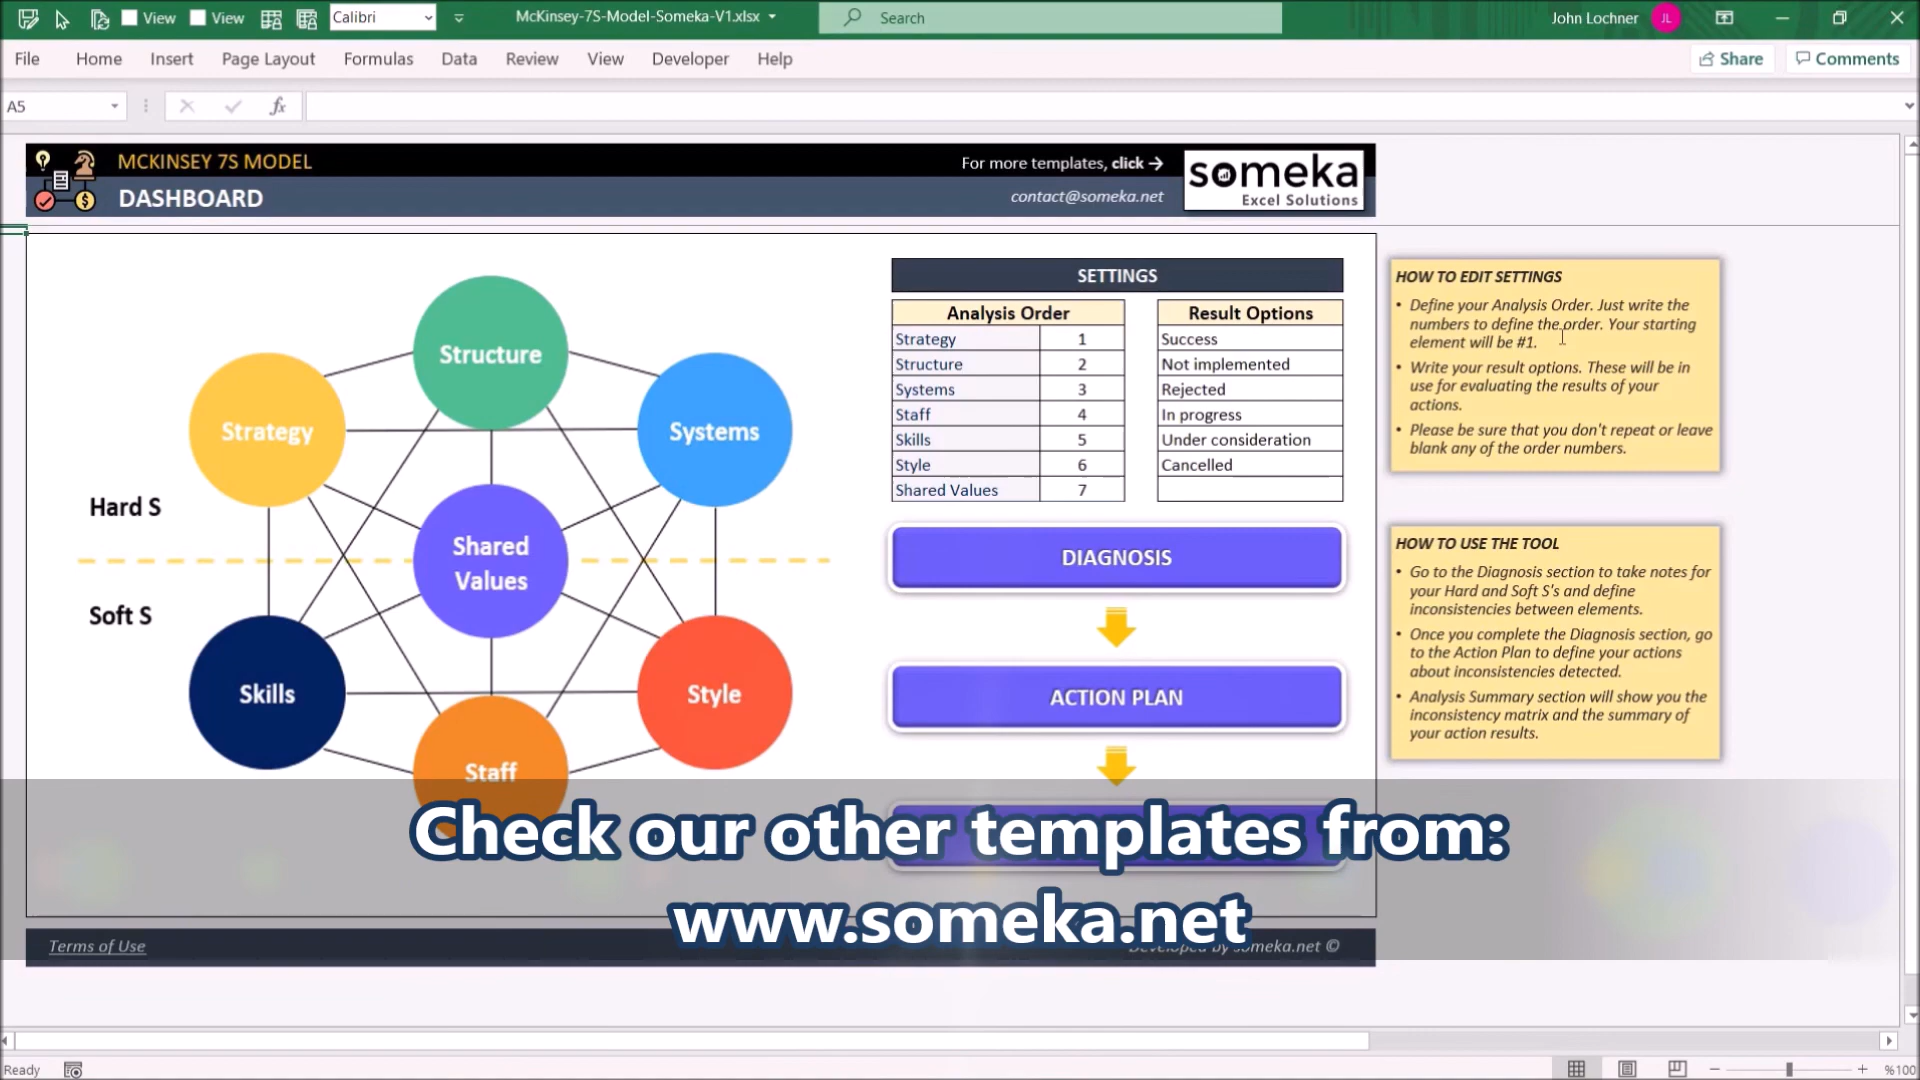 View
View
Calibri
McKinsey-7S-Model-Someka-V1.xlsx
Search
John Lochner
JL
File
Home
Insert
Page Layout
Formulas
Data
Review
View
Developer
Help
Share
Comments
A5
fx
MCKINSEY 7S MODEL
DASHBOARD
For more templates, click →
contact@someka.net
someka
Excel Solutions
Structure
Strategy
Systems
Hard S
Shared
Values
Soft S
Skills
Style
Staff
SETTINGS
Analysis Order
Strategy 1
Structure 2
Systems 3
Staff 4
Skills 5
Style 6
Shared Values 7
Result Options
Success
Not implemented
Rejected
In progress
Under consideration
Cancelled
DIAGNOSIS
ACTION PLAN
HOW TO EDIT SETTINGS
• Define your Analysis Order. Just write the
numbers to define the order. Your starting
element will be #1.
• Write your result options. These will be in
use for evaluating the results of your
actions.
• Please be sure that you don't repeat or leave
blank any of the order numbers.
HOW TO USE THE TOOL
• Go to the Diagnosis section to take notes for
your Hard and Soft S's and define
inconsistencies between elements.
• Once you complete the Diagnosis section, go
to the Action Plan to define your actions
about inconsistencies detected.
• Analysis Summary section will show you the
inconsistency matrix and the summary of
your action results.
Check our other templates from:
www.someka.net
Terms of Use
Developed by someka.net ©
Ready
%100